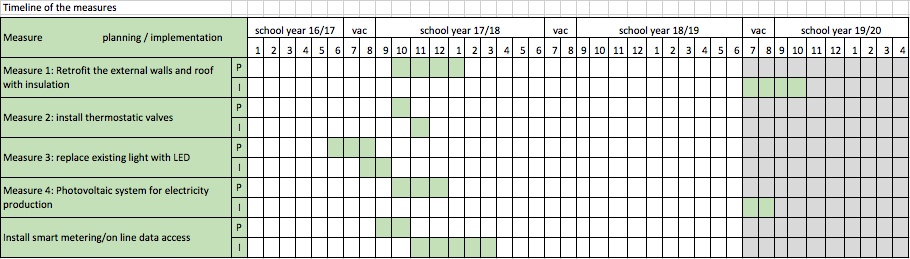 Timeline of the measures
school year 16/17 vac school year 17/18 vac school year 18/19 vac school year 19/20
Measure planning / implementation
1 2 3 4 5 6 7 8 9 10 11 12 1 2 3 4 5 6 7 8 9 10 11 12 1 2 3 4 5 6 7 8 9 10 11 12 1 2 3 4
Measure 1: Retrofit the external walls and roof P
with insulation I
Measure 2: install thermostatic valves P
I
Measure 3: replace existing light with LED P
I
Measure 4: Photovoltaic system for electricity P
production I
Install smart metering/on line data access P
I